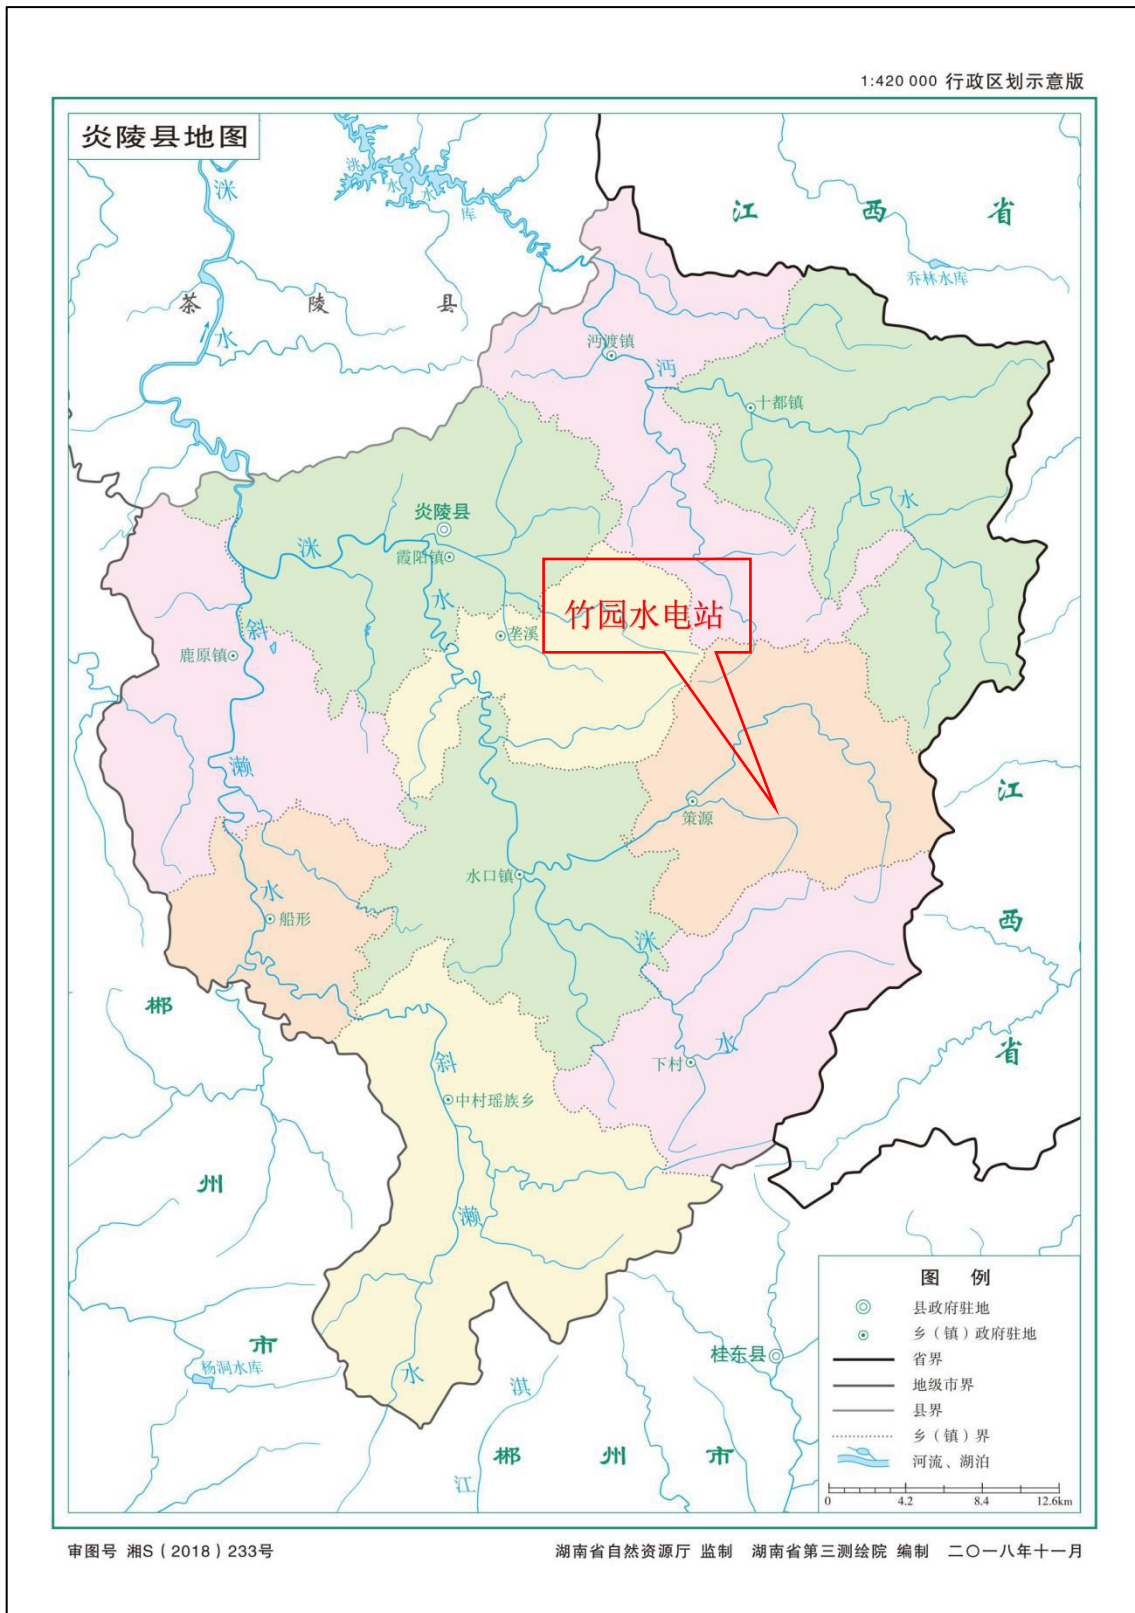 1:420 000 行政区划示意版
炎陵县地图
洣
水
洮
水
水
库
江 西 省
乔林水库
茶 陵 县
沔渡镇
沔
水
十都镇
炎陵县
霞阳镇
洣
水
垄溪
竹园水电站
鹿原镇
斜
濑
水
策源
水口镇
船形
洣
水
下村
江
西
省
郴
州
市
斜
中村瑶族乡
濑
水
杨洞水库
桂东县
淇
江
郴 州 市
图 例
县政府驻地
乡（镇）政府驻地
省界
地级市界
县界
乡（镇）界
河流、湖泊
0 4.2 8.4 12.6km
审图号 湘S（2018）233号
湖南省自然资源厅 监制 湖南省第三测绘院 编制 二〇一八年十一月